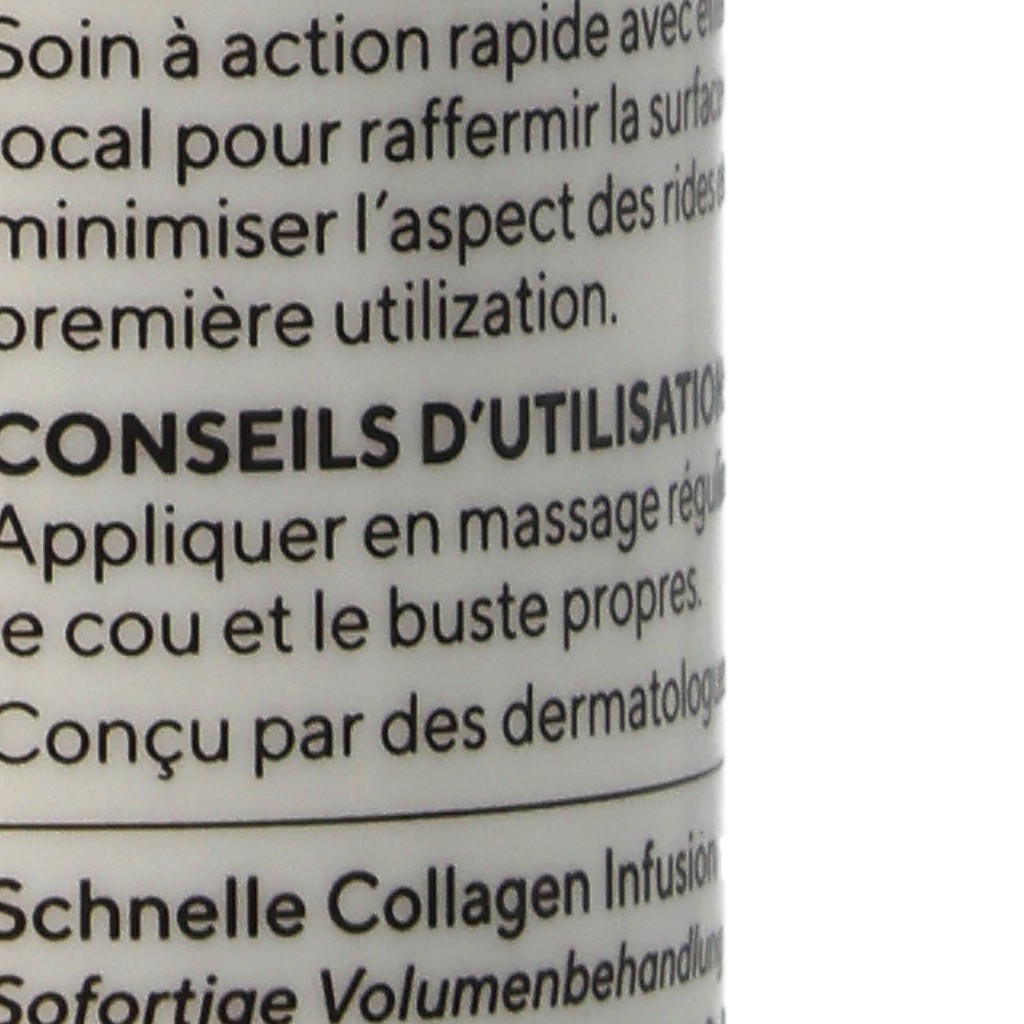 Soin à action rapide avec
local pour raffermir la surface
minimiser l'aspect des rides
première utilization.
CONSEILS D'UTILISATION
Appliquer en massage
le cou et le buste propres.
Conçu par des
Schnelle Collagen Infusion
Sofortige Volumenbehandlung